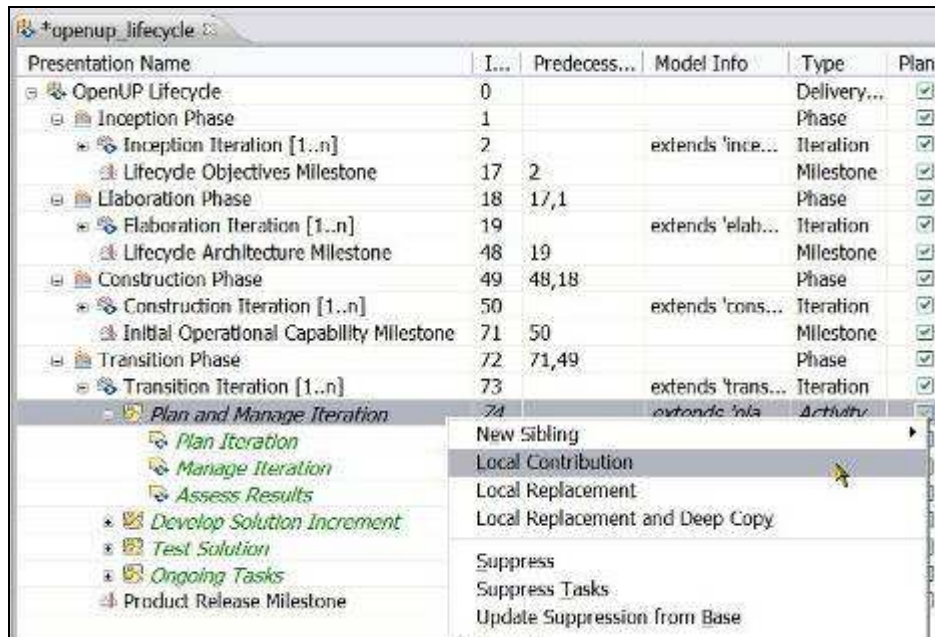 *openup_lifecycle
Presentation Name I... Predecess... Model Info Type Plan
OpenUP Lifecycle 0 Delivery...
Inception Phase 1 Phase
Inception Iteration [1..n] 2 extends 'ince... Iteration
Lifecycle Objectives Milestone 17 2 Milestone
Elaboration Phase 18 17,1 Phase
Elaboration Iteration [1..n] 19 extends 'elab... Iteration
Lifecycle Architecture Milestone 48 19 Milestone
Construction Phase 49 48,18 Phase
Construction Iteration [1..n] 50 extends 'cons... Iteration
Initial Operational Capability Milestone 71 50 Milestone
Transition Phase 72 71,49 Phase
Transition Iteration [1..n] 73 extends 'trans... Iteration
Plan and Manage Iteration 74 extends 'pla... Activity
Plan Iteration
Manage Iteration
Assess Results
Develop Solution Increment
Test Solution
Ongoing Tasks
Product Release Milestone
New Sibling
Local Contribution
Local Replacement
Local Replacement and Deep Copy
Suppress
Suppress Tasks
Update Suppression from Base